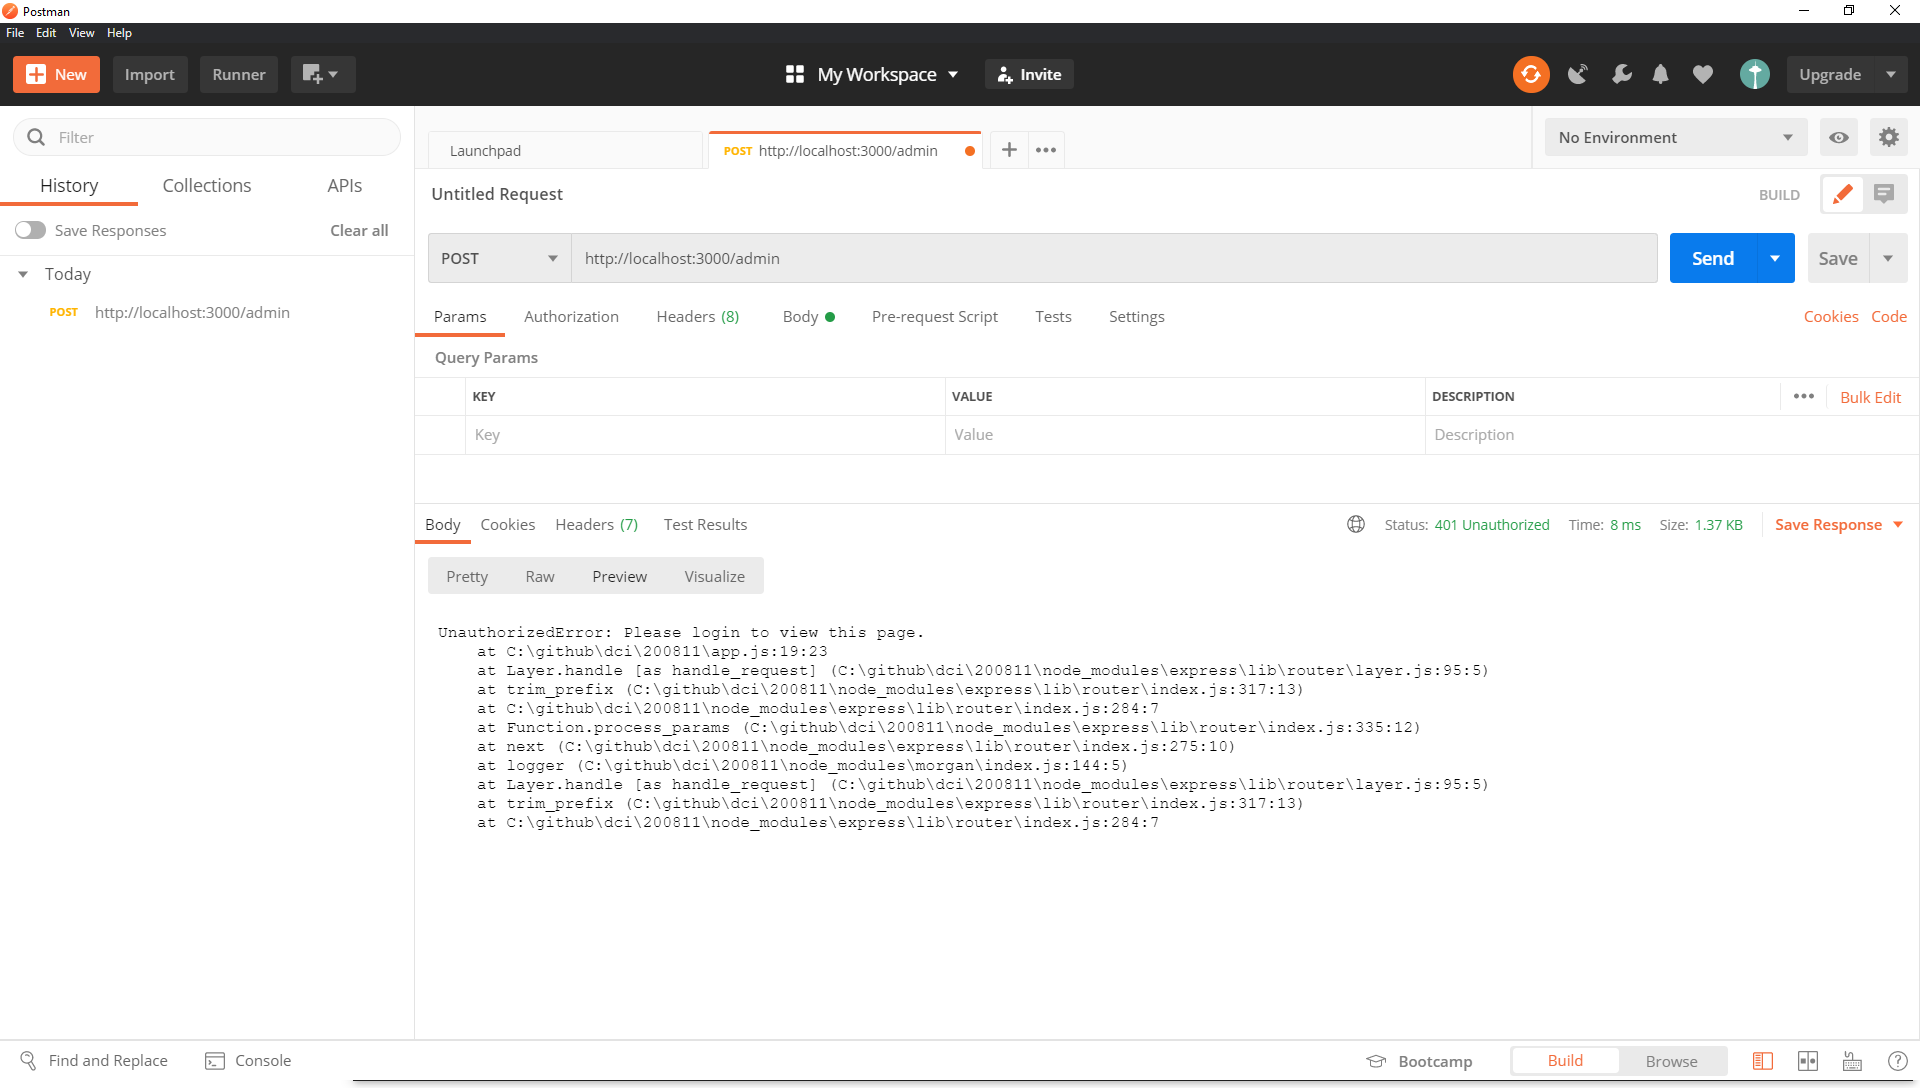 Postman
File Edit View Help
New Import Runner My Workspace Invite Upgrade
Filter
History Collections APIs
Save Responses Clear all
Today
POST http://localhost:3000/admin
Launchpad POST http://localhost:3000/admin No Environment
Untitled Request BUILD
POST http://localhost:3000/admin Send Save
Params Authorization Headers (8) Body Pre-request Script Tests Settings Cookies Code
Query Params
KEY VALUE DESCRIPTION Bulk Edit
Key Value Description
Body Cookies Headers (7) Test Results Status: 401 Unauthorized Time: 8 ms Size: 1.37 KB Save Response
Pretty Raw Preview Visualize
UnauthorizedError: Please login to view this page.
at C:\github\dci\200811\app.js:19:23
at Layer.handle [as handle_request] (C:\github\dci\200811\node_modules\express\lib\router\layer.js:95:5)
at trim_prefix (C:\github\dci\200811\node_modules\express\lib\router\index.js:317:13)
at C:\github\dci\200811\node_modules\express\lib\router\index.js:284:7
at Function.process_params (C:\github\dci\200811\node_modules\express\lib\router\index.js:335:12)
at next (C:\github\dci\200811\node_modules\express\lib\router\index.js:275:10)
at logger (C:\github\dci\200811\node_modules\morgan\index.js:144:5)
at Layer.handle [as handle_request] (C:\github\dci\200811\node_modules\express\lib\router\layer.js:95:5)
at trim_prefix (C:\github\dci\200811\node_modules\express\lib\router\index.js:317:13)
at C:\github\dci\200811\node_modules\express\lib\router\index.js:284:7
Find and Replace Console Bootcamp Build Browse